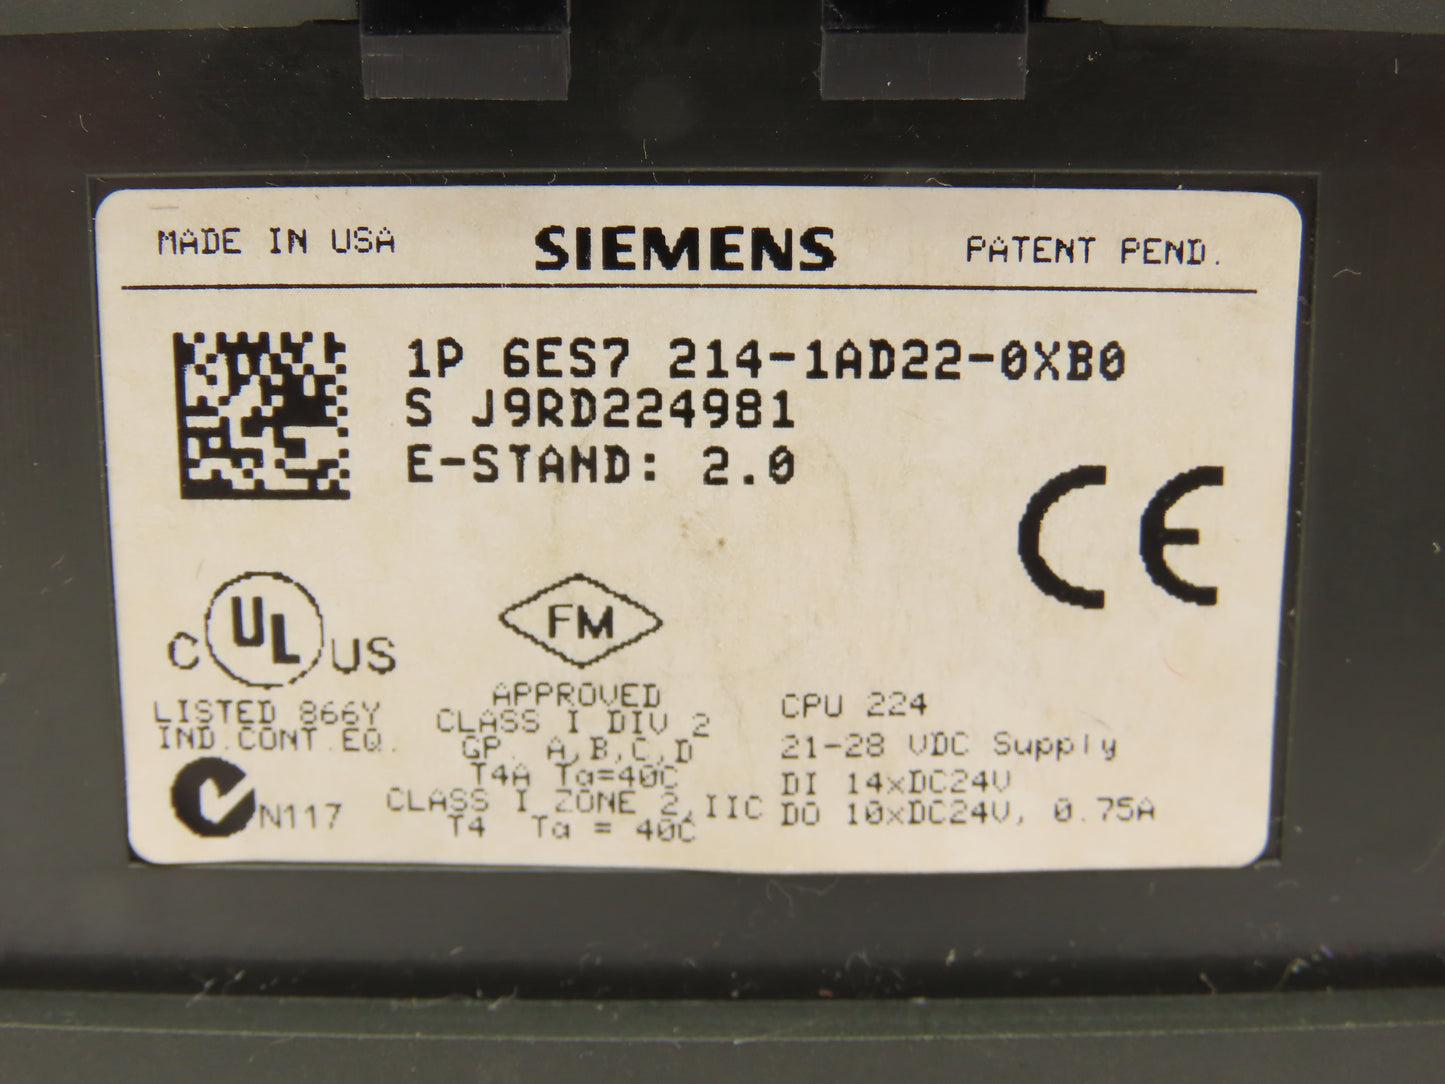 MADE IN USA SIEMENS PATENT PEND.
1P 6ES7 214-1AD22-0XB0
S J9RD224981
E-STAND: 2.0
CE
C UL US
LISTED 866Y
IND.CONT.EQ.
N117
FM
APPROVED
CLASS I DIV 2
GP. A,B,C,D
T4A Ta=40C
CLASS I ZONE 2,IIC
T4 Ta = 40C
CPU 224
21-28 VDC Supply
DI 14xDC24V
DO 10xDC24V, 0.75A